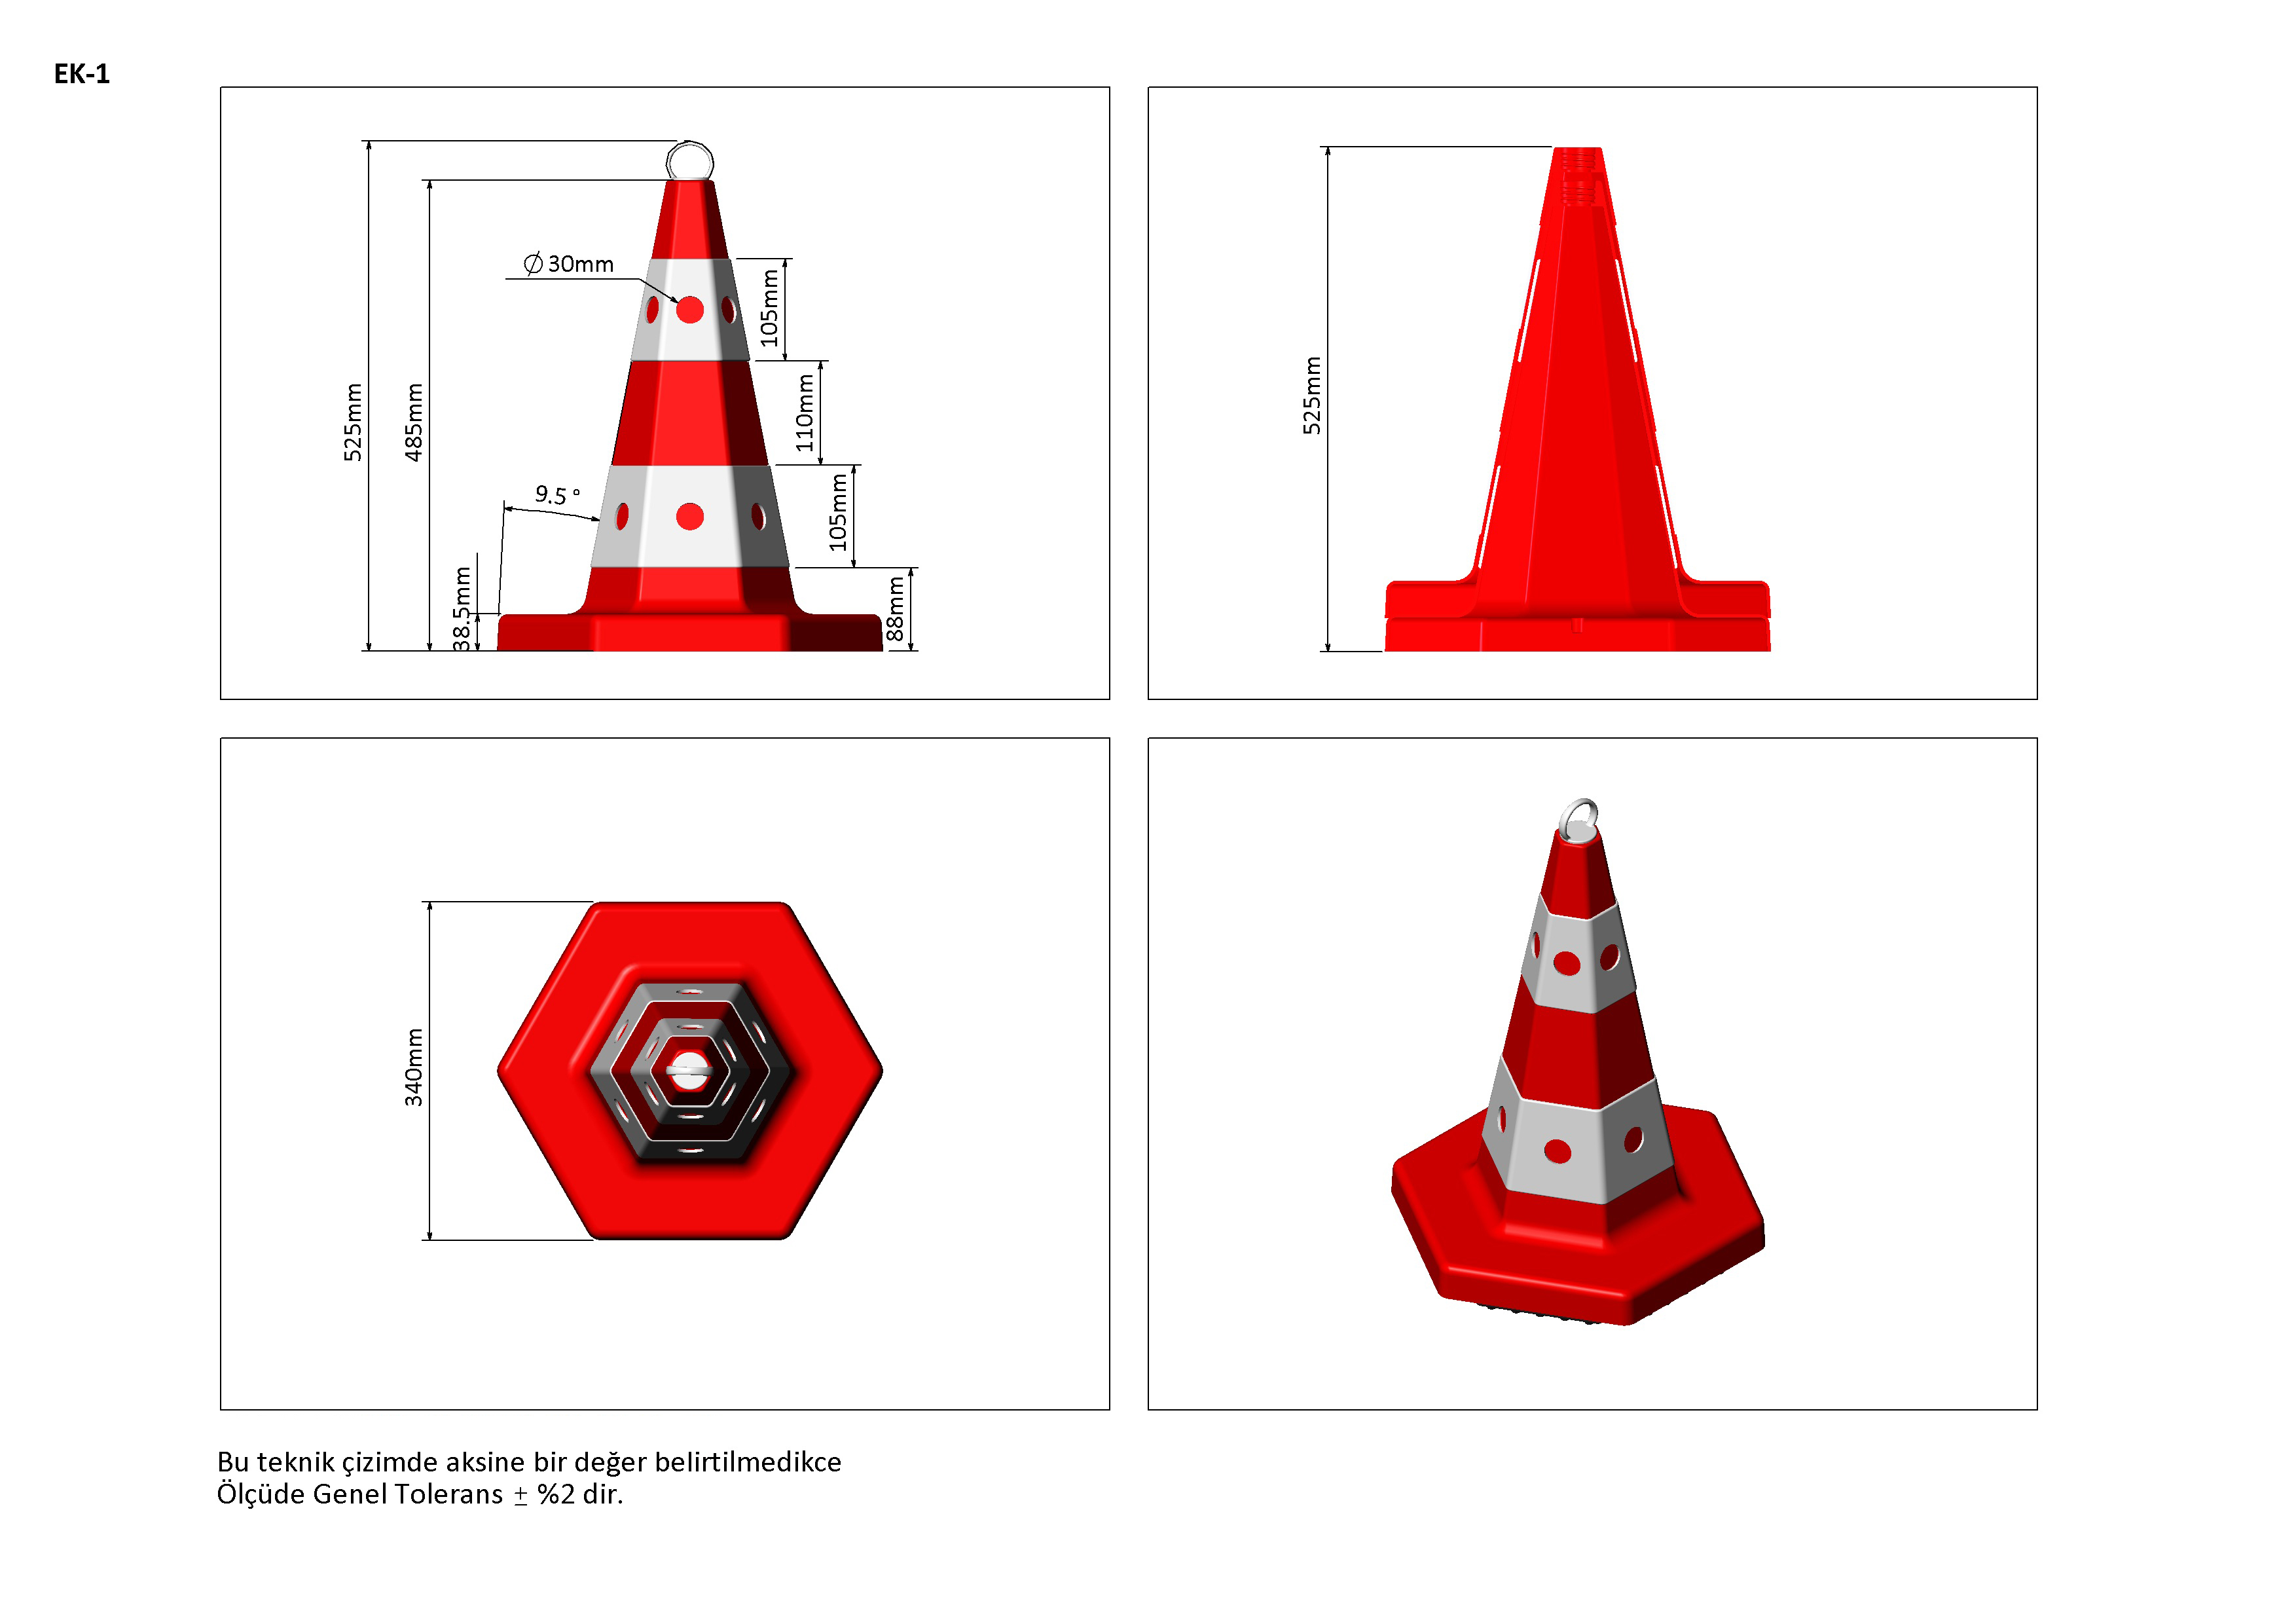 EK-1
525mm
485mm
Ø 30mm
105mm
110mm
105mm
9.5 °
38.5mm
88mm
525mm
340mm
Bu teknik çizimde aksine bir değer belirtilmedikce
Ölçüde Genel Tolerans ± %2 dir.